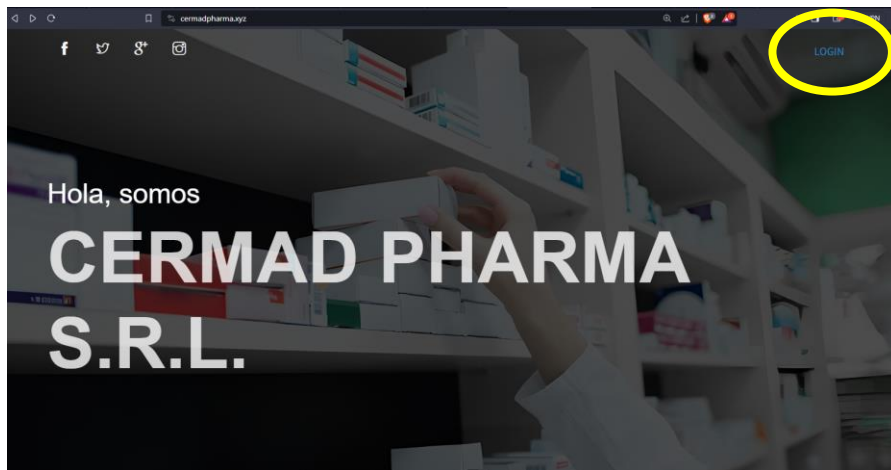 cermadpharma.xyz
LOGIN
Hola, somos
CERMAD PHARMA
S.R.L.